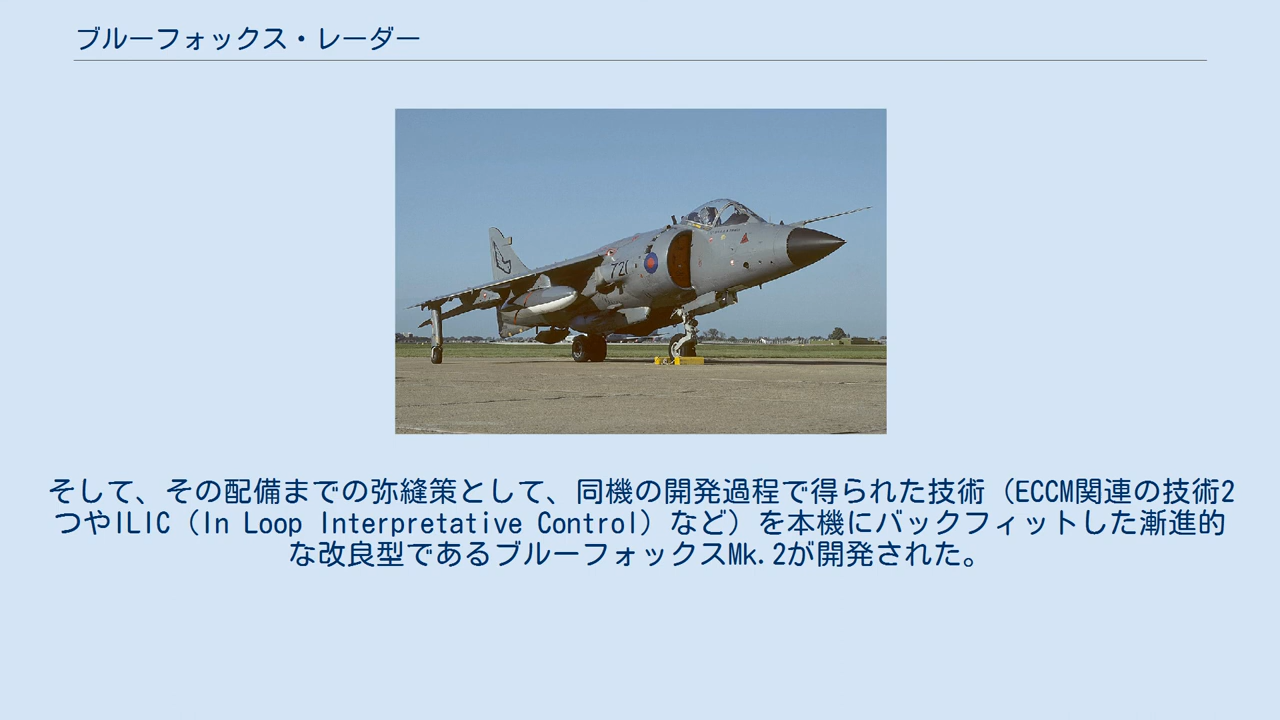 ブルーフォックス・レーダー
721
そして、その配備までの弥縫策として、同機の開発過程で得られた技術（ECCM関連の技術2
つやILIC（In Loop Interpretative Control）など）を本機にバックフィットした漸進的
な改良型であるブルーフォックスMk.2が開発された。